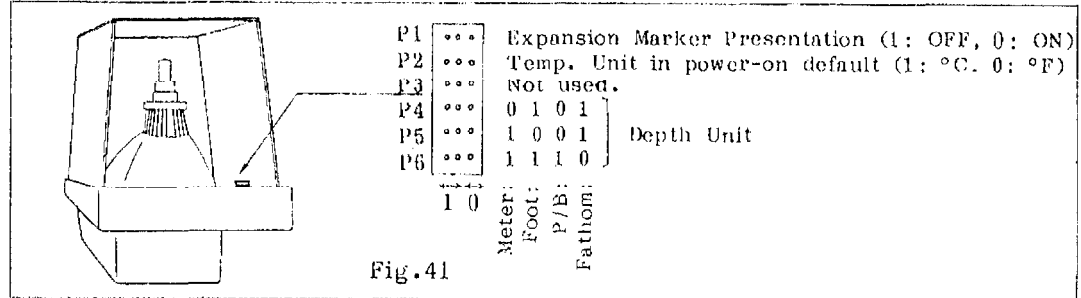 P1 Expansion Marker Presentation (1: OFF, 0: ON)
P2 Temp. Unit in power-on default (1: °C. 0: °F)
P3 Not used.
P4 0 1 0 1
P5 1 0 0 1 Depth Unit
P6 1 1 1 0
1 0 Meter: Foot: P/B: Fathom:
Fig.41